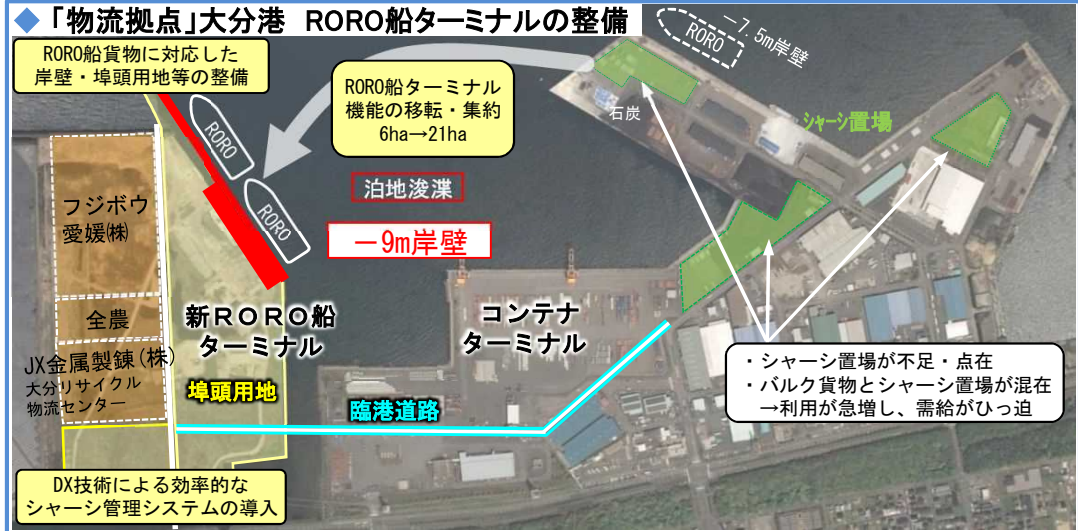 ◆「物流拠点」大分港 RORO船ターミナルの整備
RORO船貨物に対応した
岸壁・埠頭用地等の整備
RORO船ターミナル
機能の移転・集約
6ha→21ha
RORO
－7.5m岸壁
石炭
シャーシ置場
RORO
RORO
泊地浚渫
－9m岸壁
フジボウ
愛媛㈱
全農
JX金属製錬(株)
大分リサイクル
物流センター
新RORO船
ターミナル
埠頭用地
コンテナ
ターミナル
臨港道路
・シャーシ置場が不足・点在
・バルク貨物とシャーシ置場が混在
→利用が急増し、需給がひっ迫
DX技術による効率的な
シャーシ管理システムの導入